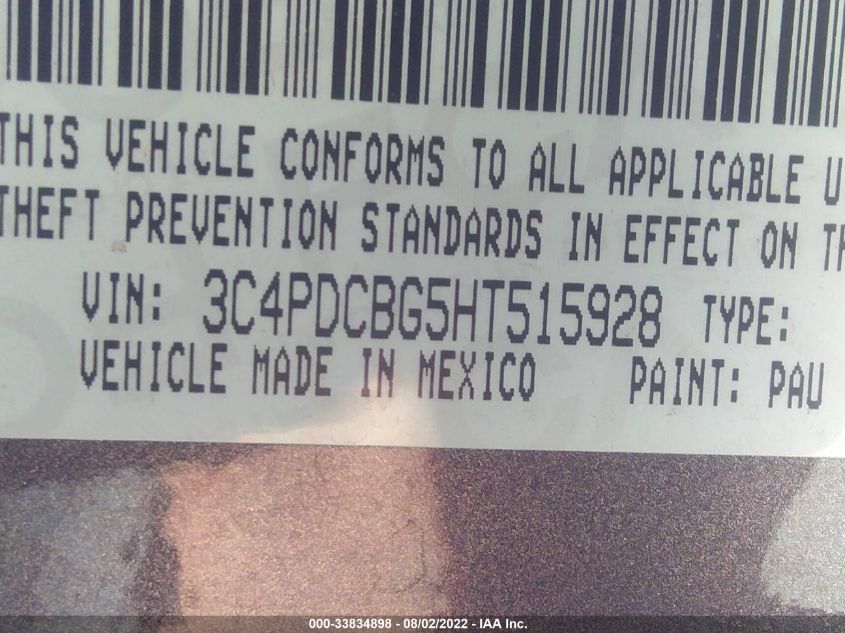 THIS VEHICLE CONFORMS TO ALL APPLICABLE U
THEFT PREVENTION STANDARDS IN EFFECT ON TH
VIN: 3C4PDCBG5HT515928 TYPE:
VEHICLE MADE IN MEXICO PAINT: PAU
000-33834898 - 08/02/2022 - IAA Inc.